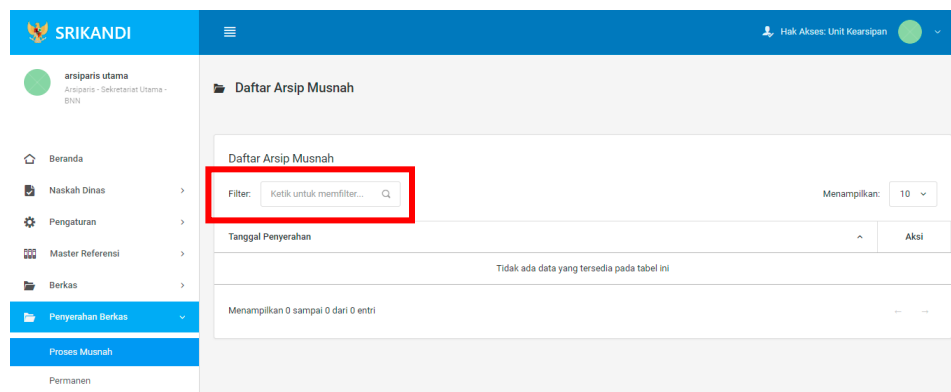 SRIKANDI
Hak Akses: Unit Kearsipan
arsiparis utama
Arsiparis - Sekretariat Utama -
BNN
Beranda
Naskah Dinas
Pengaturan
Master Referensi
Berkas
Penyerahan Berkas
Proses Musnah
Permanen
Daftar Arsip Musnah
Daftar Arsip Musnah
Filter: Ketik untuk memfilter... Menampilkan: 10
Tanggal Penyerahan Aksi
Tidak ada data yang tersedia pada tabel ini
Menampilkan 0 sampai 0 dari 0 entri